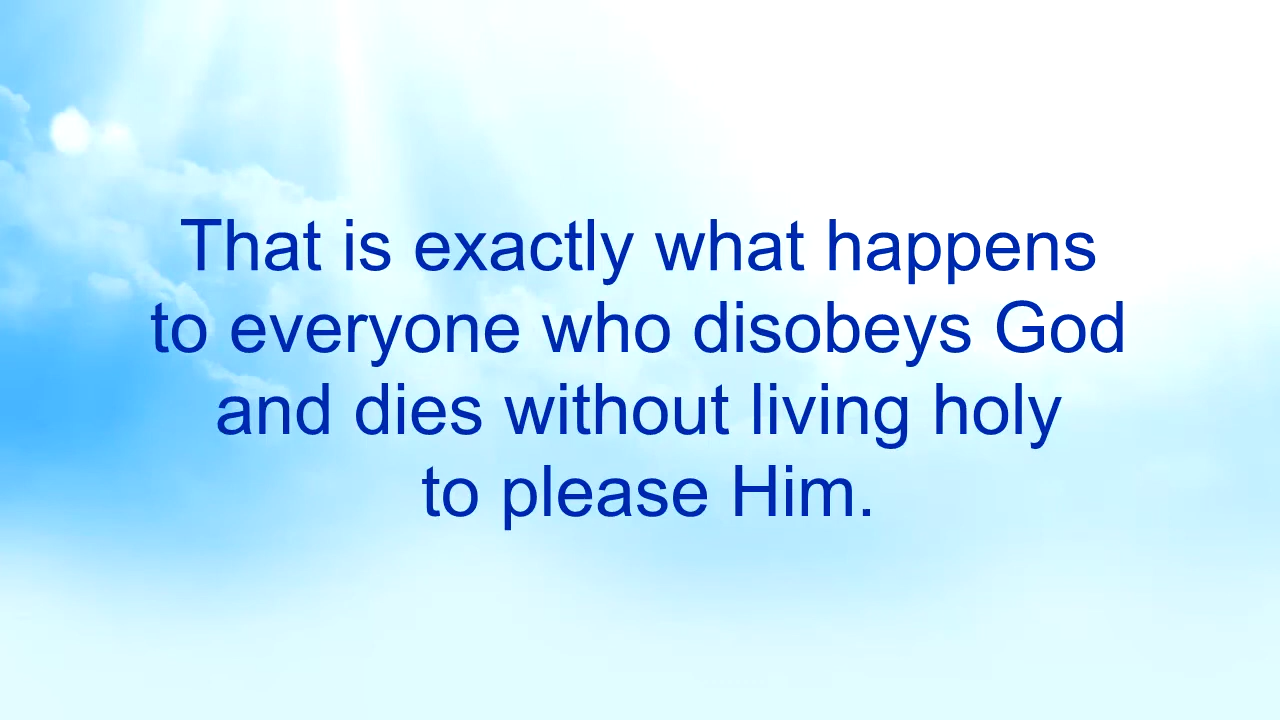 That is exactly what happens
to everyone who disobeys God
and dies without living holy
to please Him.